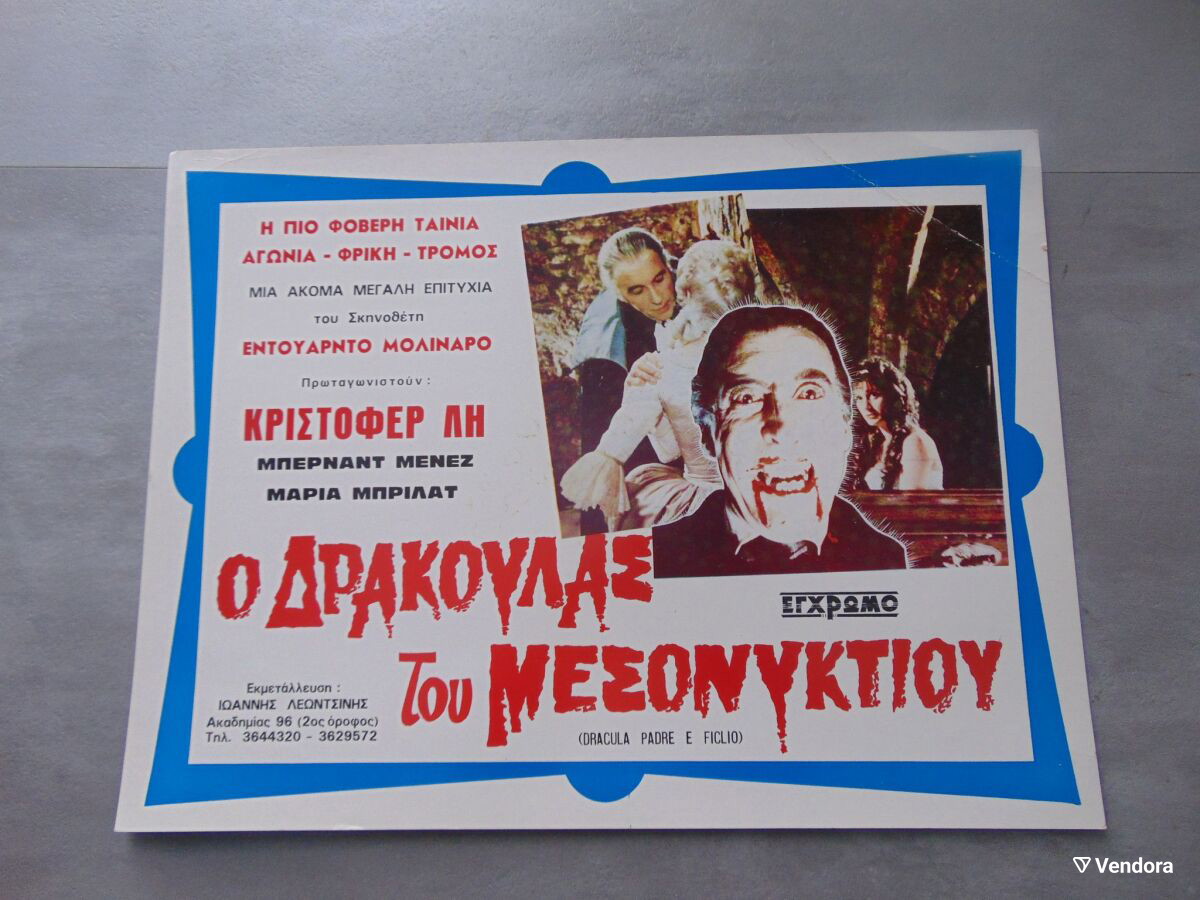 Η ΠΙΟ ΦΟΒΕΡΗ ΤΑΙΝΙΑ
ΑΓΩΝΙΑ - ΦΡΙΚΗ - ΤΡΟΜΟΣ
ΜΙΑ ΑΚΟΜΑ ΜΕΓΑΛΗ ΕΠΙΤΥΧΙΑ
του Σκηνοθέτη
ΕΝΤΟΥΑΡΝΤΟ ΜΟΛΙΝΑΡΟ
Πρωταγωνιστούν :
ΚΡΙΣΤΟΦΕΡ ΛΗ
ΜΠΕΡΝΑΝΤ ΜΕΝΕΖ
ΜΑΡΙΑ ΜΠΡΙΛΑΤ
Ο ΔΡΑΚΟΥΛΑΣ
ΕΓΧΡΩΜΟ
του ΜΕΣΟΝΥΚΤΙΟΥ
(DRACULA PADRE E FIGLIO)
Εκμετάλλευση :
ΙΩΑΝΝΗΣ ΛΕΩΝΤΣΙΝΗΣ
Ακαδημίας 96 (2ος όροφος)
Τηλ. 3644320 - 3629572
Vendora